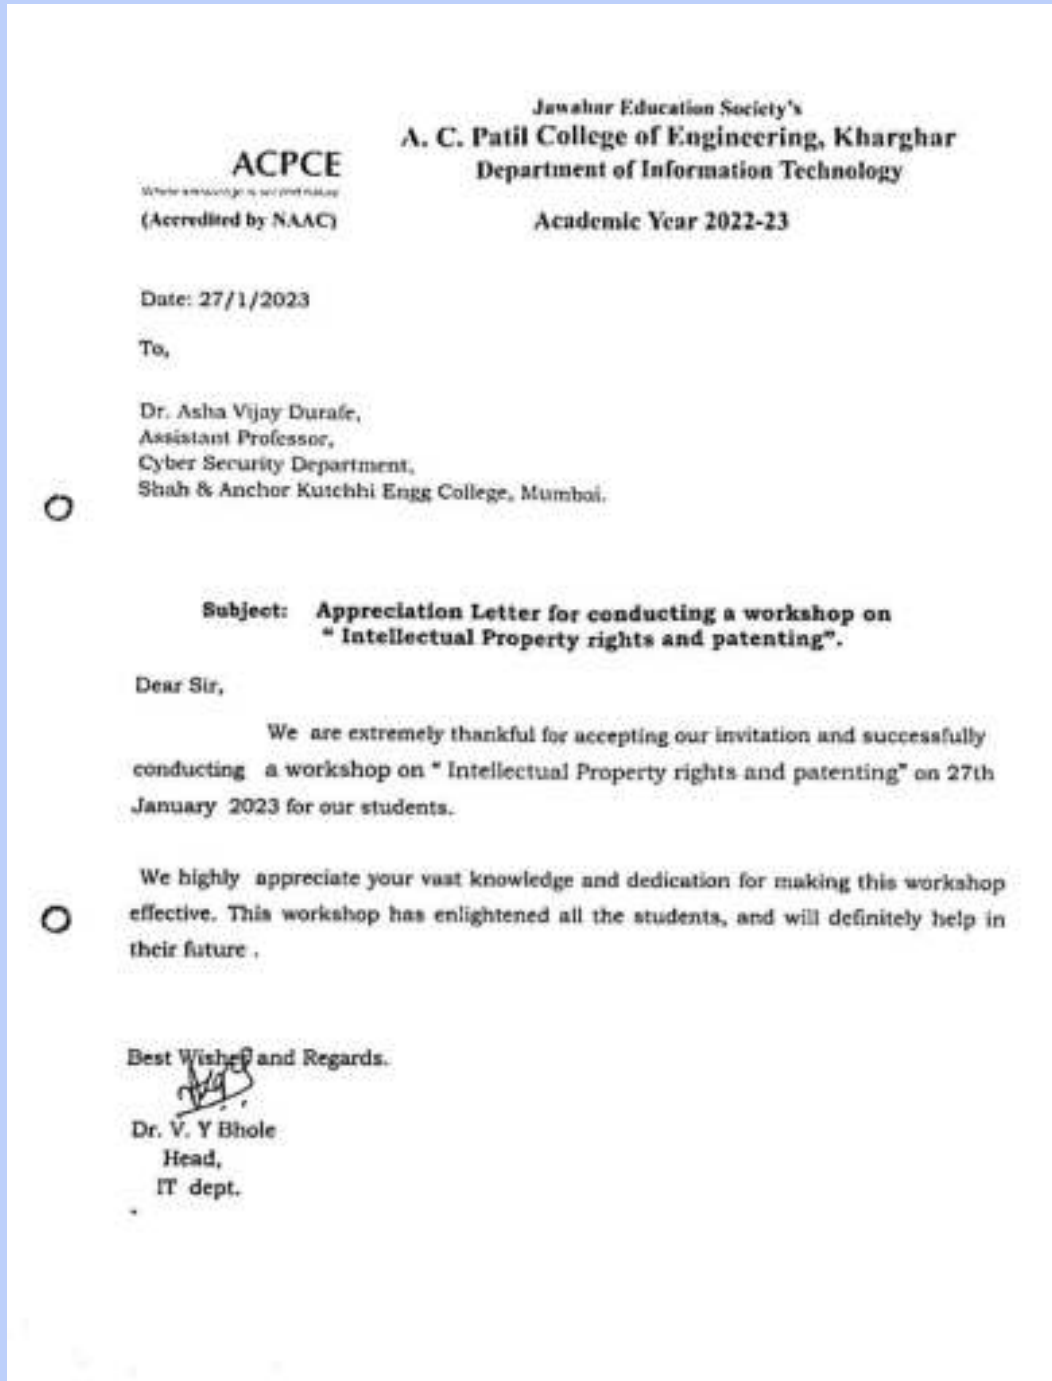 Jawahar Education Society's
A. C. Patil College of Engineering, Kharghar
ACPCE
Department of Information Technology
(Accredited by NAAC)
Academic Year 2022-23
Date: 27/1/2023
To,
Dr. Asha Vijay Durafe,
Assistant Professor,
Cyber Security Department,
Shah & Anchor Kutchhi Engg College, Mumbai.
Subject: Appreciation Letter for conducting a workshop on
“ Intellectual Property rights and patenting”.
Dear Sir,
We are extremely thankful for accepting our invitation and successfully
conducting a workshop on “ Intellectual Property rights and patenting” on 27th
January 2023 for our students.
We highly appreciate your vast knowledge and dedication for making this workshop
effective. This workshop has enlightened all the students, and will definitely help in
their future .
Best Wishes and Regards.
Dr. V. Y Bhole
Head,
IT dept.